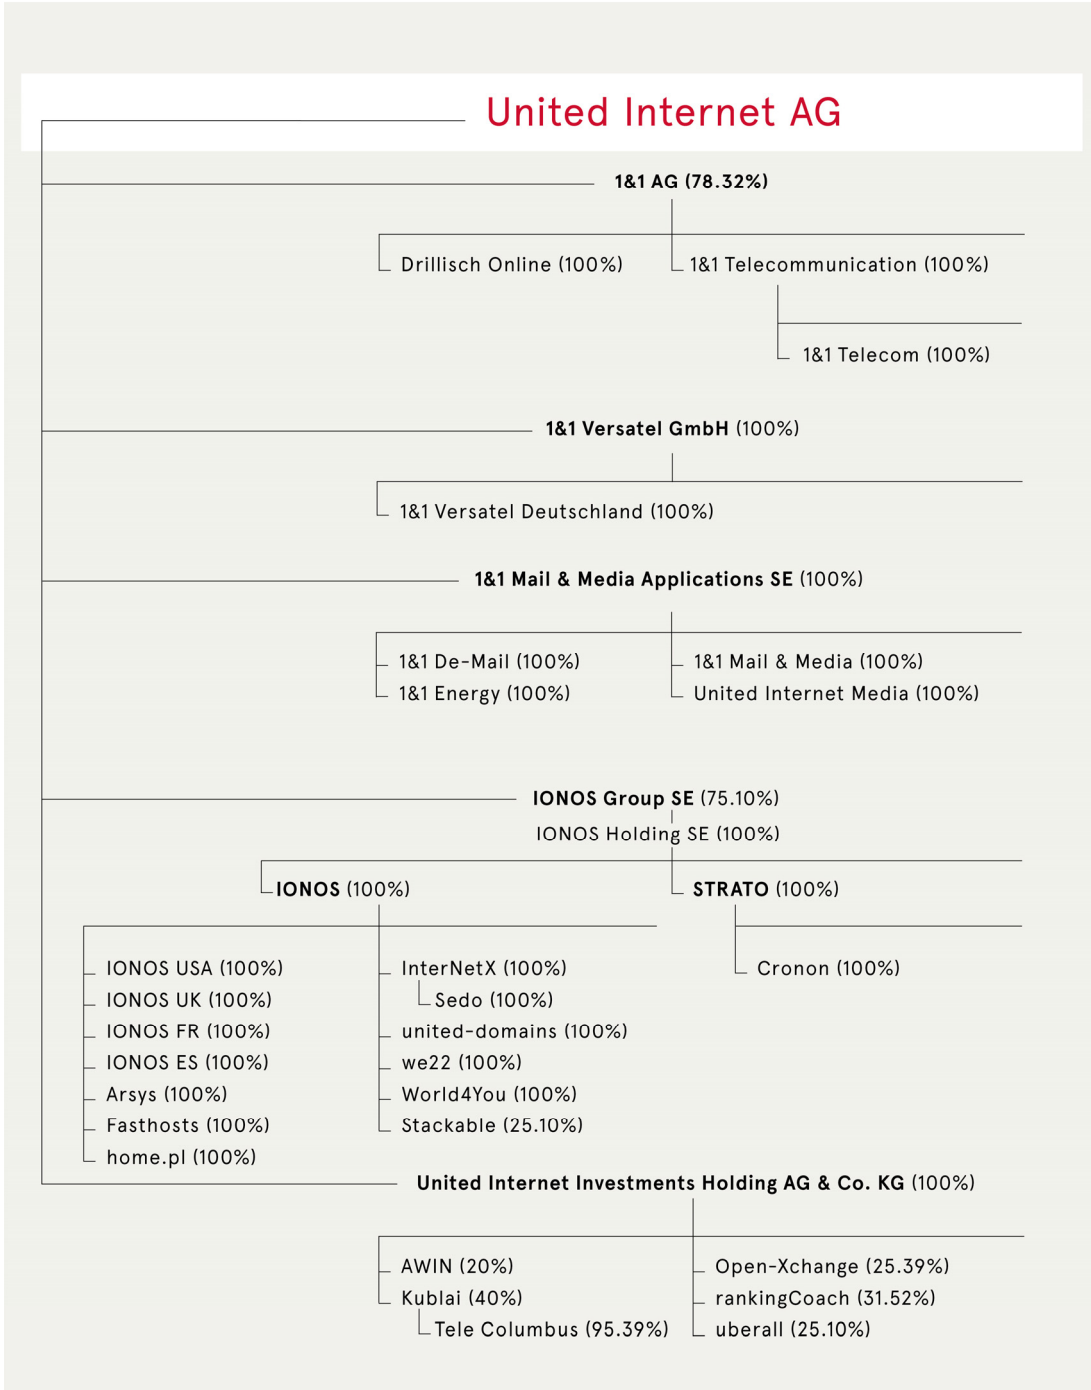 United Internet AG
1&1 AG (78.32%)
Drillisch Online (100%)
1&1 Telecommunication (100%)
1&1 Telecom (100%)
1&1 Versatel GmbH (100%)
1&1 Versatel Deutschland (100%)
1&1 Mail & Media Applications SE (100%)
1&1 De-Mail (100%)
1&1 Energy (100%)
1&1 Mail & Media (100%)
United Internet Media (100%)
IONOS Group SE (75.10%)
IONOS Holding SE (100%)
IONOS (100%)
STRATO (100%)
IONOS USA (100%)
IONOS UK (100%)
IONOS FR (100%)
IONOS ES (100%)
Arsys (100%)
Fasthosts (100%)
home.pl (100%)
InterNetX (100%)
Sedo (100%)
united-domains (100%)
we22 (100%)
World4You (100%)
Stackable (25.10%)
Cronon (100%)
United Internet Investments Holding AG & Co. KG (100%)
AWIN (20%)
Kublai (40%)
Tele Columbus (95.39%)
Open-Xchange (25.39%)
rankingCoach (31.52%)
uberall (25.10%)